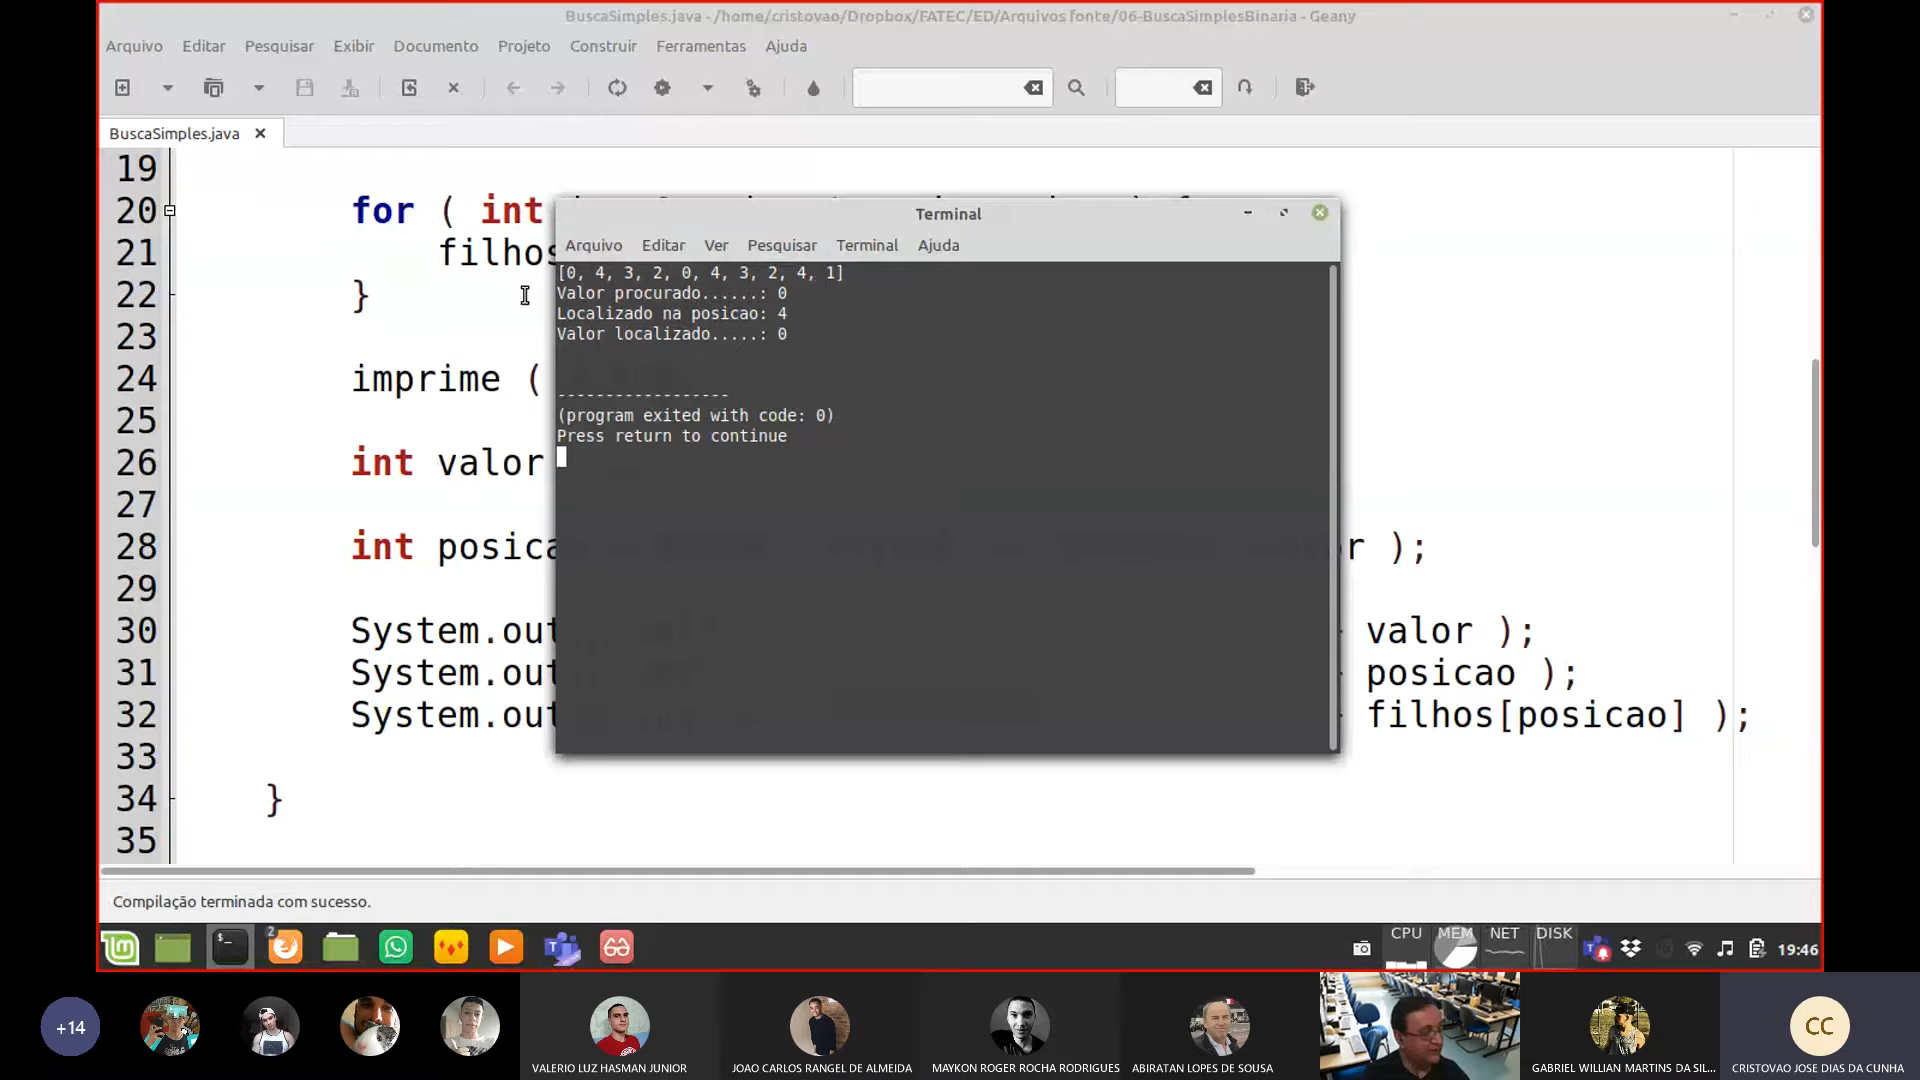 BuscaSimples.java - /home/cristovao/Dropbox/FATEC/ED/Arquivos fonte/06-BuscaSimplesBinaria - Geany
Arquivo Editar Pesquisar Exibir Documento Projeto Construir Ferramentas Ajuda
BuscaSimples.java
19
20 for ( int
21 filhos
22 }
23
24 imprime (
25
26 int valor
27
28 int posica r );
29
30 System.out valor );
31 System.out posicao );
32 System.out filhos[posicao] );
33
34 }
35
Terminal
Arquivo Editar Ver Pesquisar Terminal Ajuda
[0, 4, 3, 2, 0, 4, 3, 2, 4, 1]
Valor procurado......: 0
Localizado na posicao: 4
Valor localizado.....: 0
------------------
(program exited with code: 0)
Press return to continue
Compilação terminada com sucesso.
2
CPU MEM NET DISK
19:46
+14
VALERIO LUZ HASMAN JUNIOR
JOAO CARLOS RANGEL DE ALMEIDA
MAYKON ROGER ROCHA RODRIGUES
ABIRATAN LOPES DE SOUSA
GABRIEL WILLIAN MARTINS DA SIL...
CC
CRISTOVAO JOSE DIAS DA CUNHA